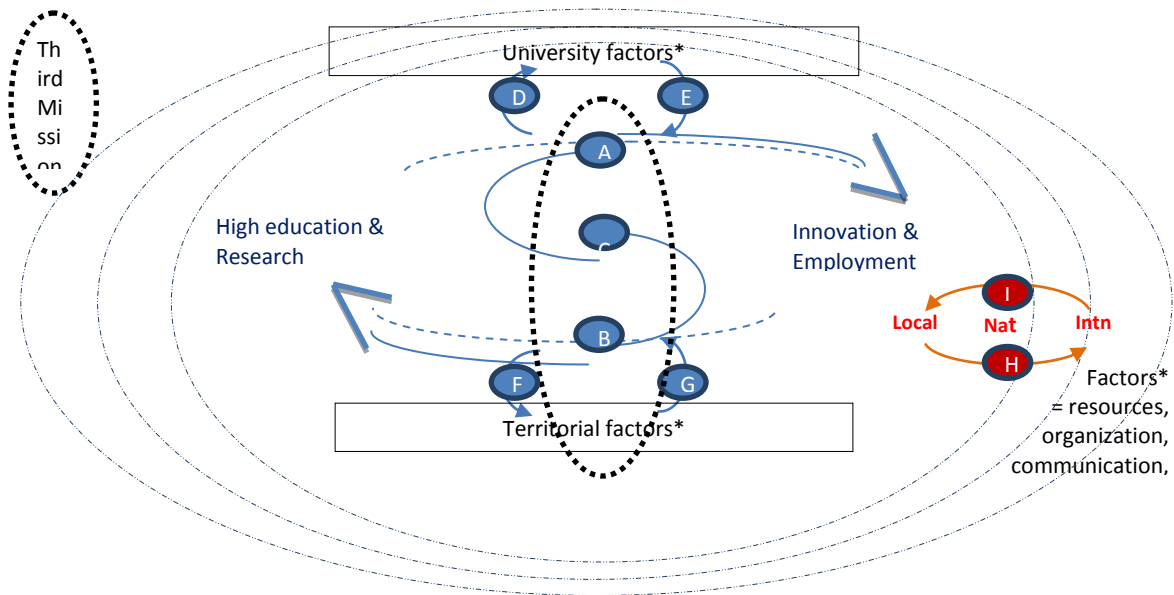 Th
ird
Mi
ssi
on
University factors*
D
E
A
High education &
Research
C
Innovation &
Employment
I
Local
Nat
Intn
H
B
F
G
Factors*
= resources,
organization,
communication,
Territorial factors*